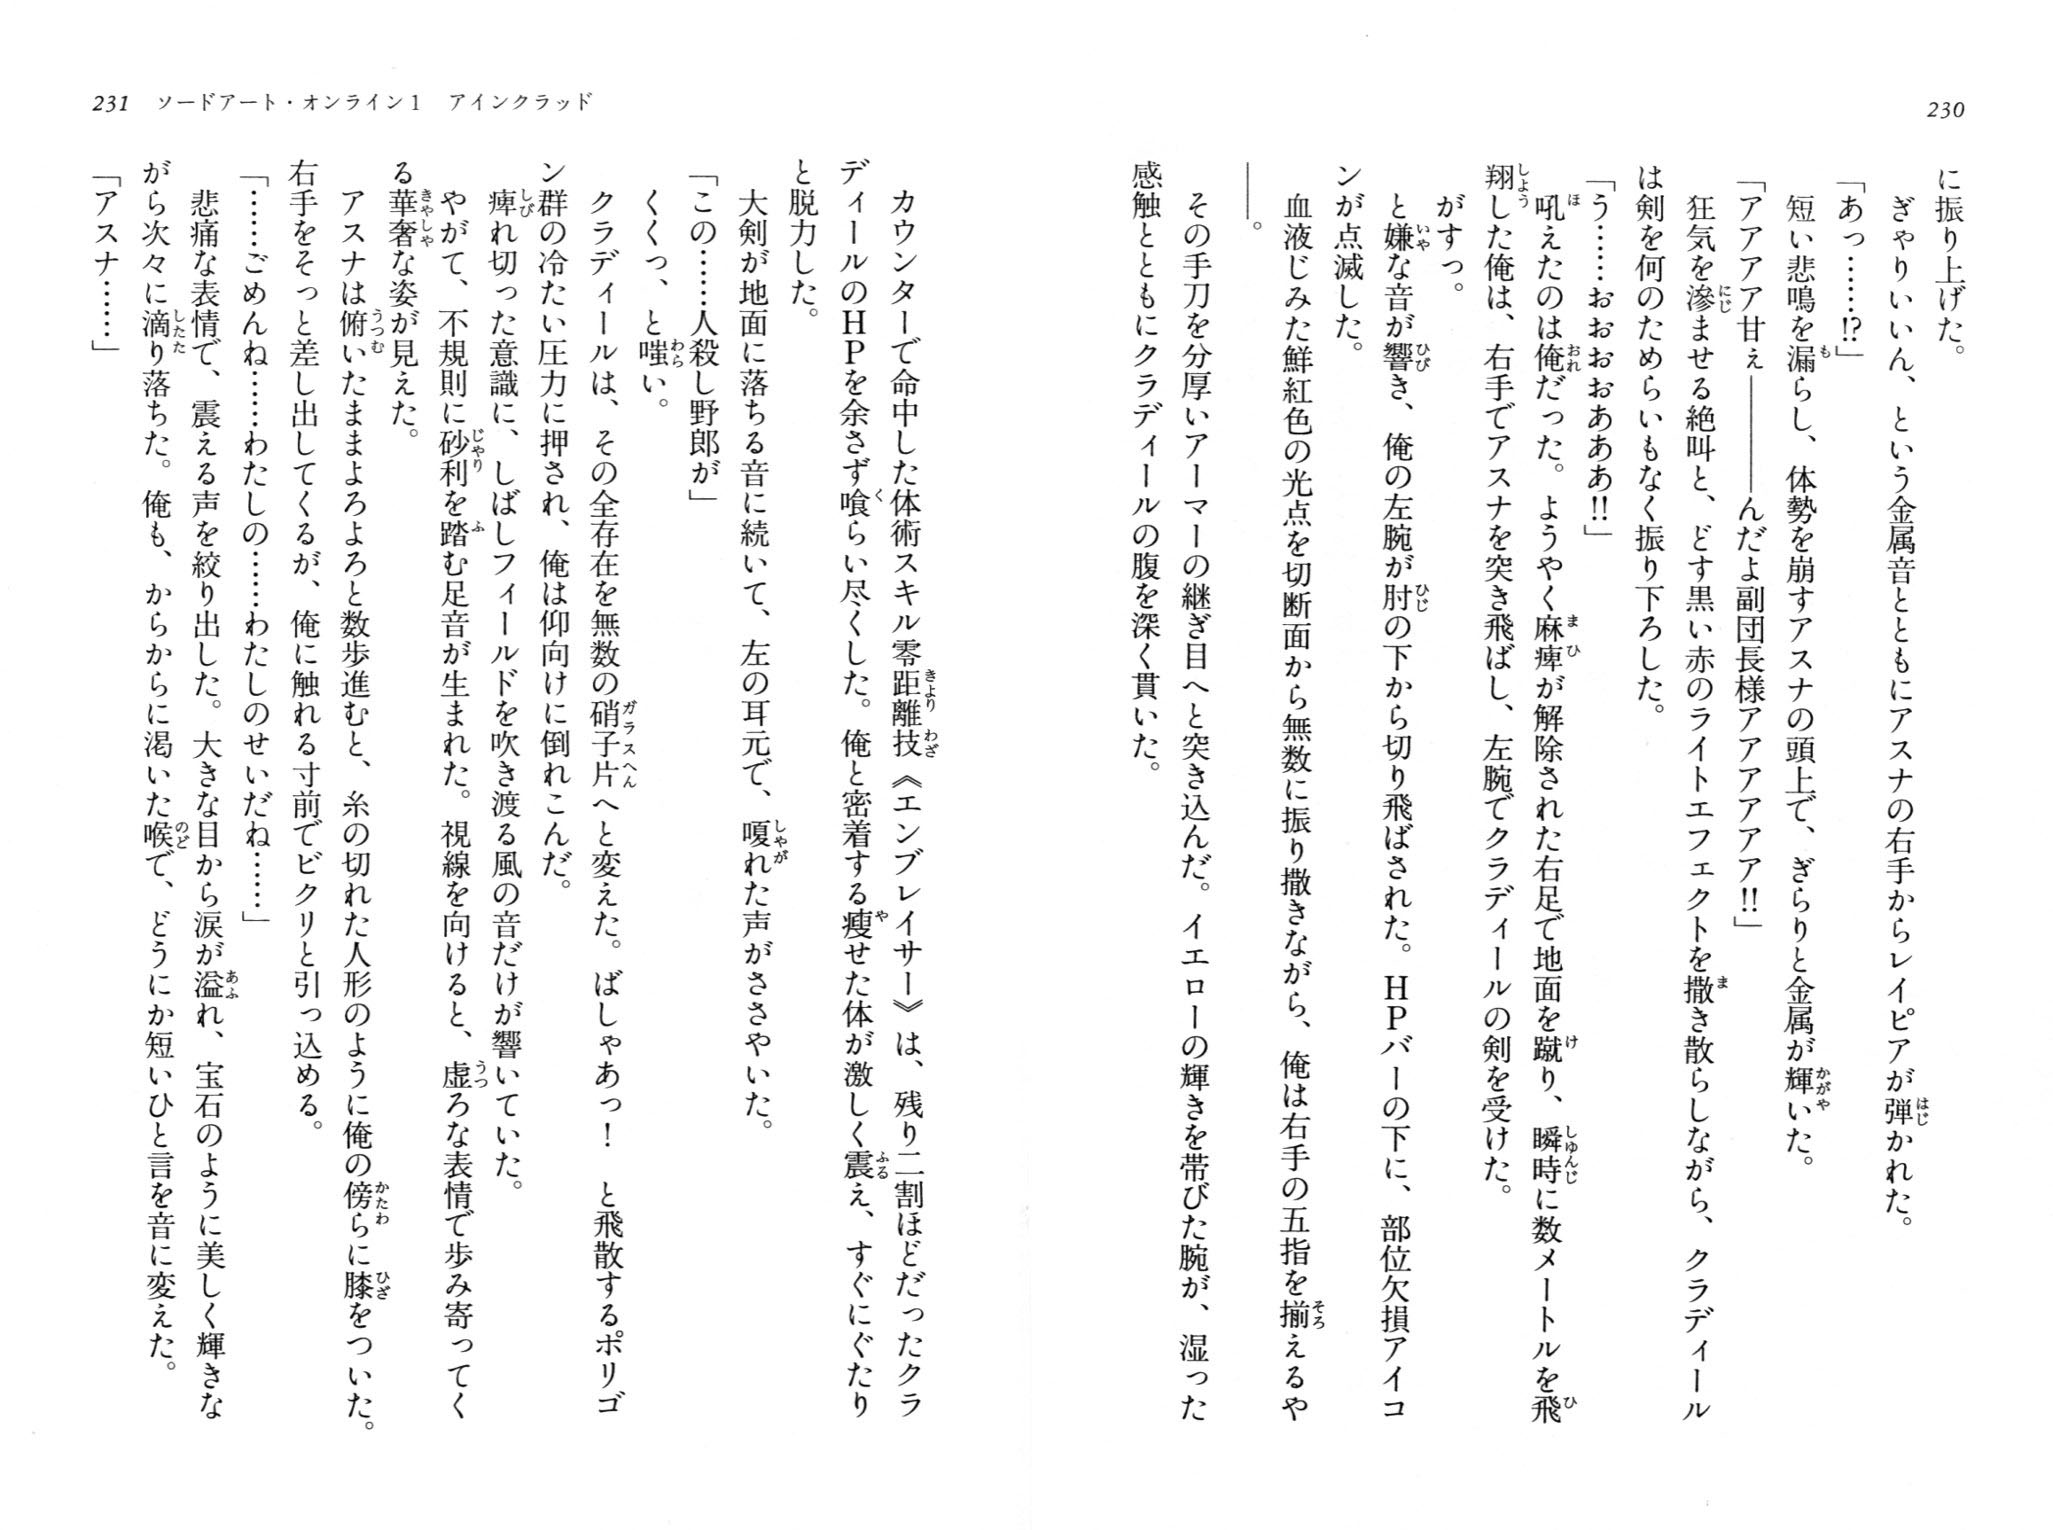 230
に振り上げた。
ぎゃりいいん、という金属音とともにアスナの右手からレイピアが弾かれた。
「あっ……!?」
短い悲鳴を漏らし、体勢を崩すアスナの頭上で、ぎらりと金属が輝いた。
「アアアア甘ぇ————んだよ副団長様アアアアアア!!」
狂気を滲ませる絶叫と、どす黒い赤のライトエフェクトを撒き散らしながら、クラディール
は剣を何のためらいもなく振り下ろした。
「う……おおおおあああ!!」
吼えたのは俺だった。ようやく麻痺が解除された右足で地面を蹴り、瞬時に数メートルを飛
翔した俺は、右手でアスナを突き飛ばし、左腕でクラディールの剣を受けた。
がすっ。
と嫌な音が響き、俺の左腕が肘の下から切り飛ばされた。HPバーの下に、部位欠損アイコ
ンが点滅した。
血液じみた鮮紅色の光点を切断面から無数に振り撒きながら、俺は右手の五指を揃えるや
——。
その手刀を分厚いアーマーの継ぎ目へと突き込んだ。イエローの輝きを帯びた腕が、湿った
感触とともにクラディールの腹を深く貫いた。
231 ソードアート・オンライン1 アインクラッド
カウンターで命中した体術スキル零距離技《エンブレイサー》は、残り二割ほどだったクラ
ディールのHPを余さず喰らい尽くした。俺と密着する痩せた体が激しく震え、すぐにぐたり
と脱力した。
大剣が地面に落ちる音に続いて、左の耳元で、嗄れた声がささやいた。
「この……人殺し野郎が」
くくっ、と嗤い。
クラディールは、その全存在を無数の硝子片へと変えた。ばしゃあっ! と飛散するポリゴ
ン群の冷たい圧力に押され、俺は仰向けに倒れこんだ。
痺れ切った意識に、しばしフィールドを吹き渡る風の音だけが響いていた。
やがて、不規則に砂利を踏む足音が生まれた。視線を向けると、虚ろな表情で歩み寄ってく
る華奢な姿が見えた。
アスナは俯いたままよろよろと数歩進むと、糸の切れた人形のように俺の傍らに膝をついた。
右手をそっと差し出してくるが、俺に触れる寸前でビクリと引っ込める。
「……ごめんね……わたしの……わたしのせいだね……」
悲痛な表情で、震える声を絞り出した。大きな目から涙が溢れ、宝石のように美しく輝きな
がら次々に滴り落ちた。俺も、からからに渇いた喉で、どうにか短いひと言を音に変えた。
「アスナ……」